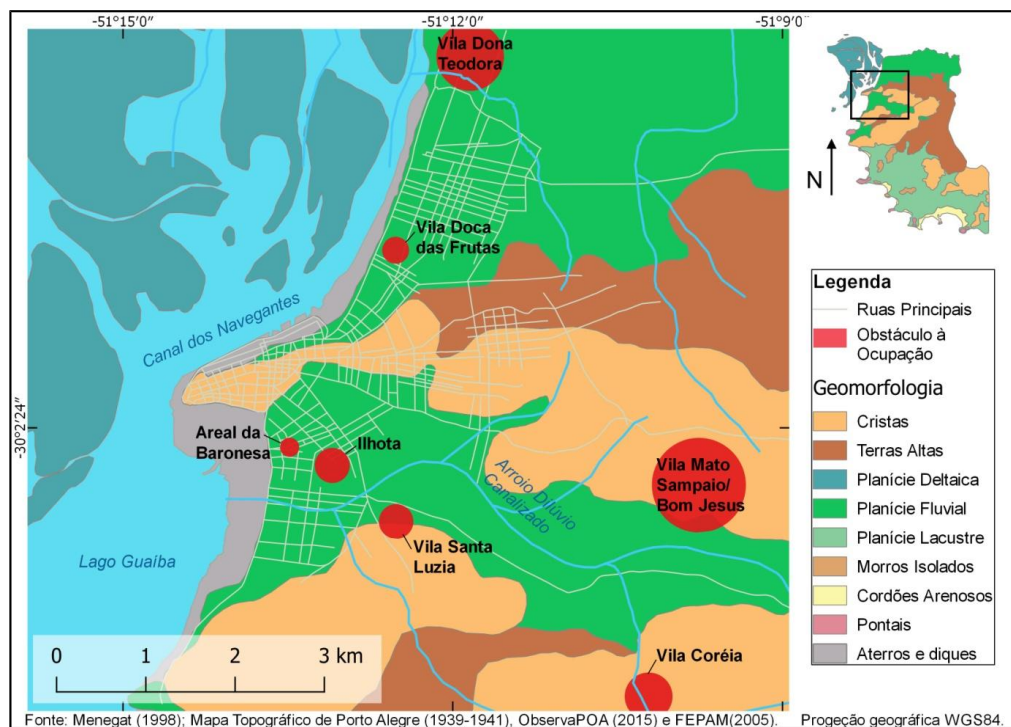 -51°15'0"
-51°12'0"
-51°9'0"
Vila Dona
Teodora
N
Vila Doca
das Frutas
Canal dos Navegantes
-30°2'24"
Areal da
Baronesa
Ilhota
Vila Mato
Sampaio/
Bom Jesus
Arroio Dilúvio
Canalizado
Lago Guaíba
Vila Santa
Luzia
Vila Coréia
0 1 2 3 km
Legenda
Ruas Principais
Obstáculo à
Ocupação
Geomorfologia
Cristas
Terras Altas
Planície Deltaica
Planície Fluvial
Planície Lacustre
Morros Isolados
Cordões Arenosos
Pontais
Aterros e diques
Fonte: Menegat (1998); Mapa Topográfico de Porto Alegre (1939-1941), ObservaPOA (2015) e FEPAM(2005). Progeção geográfica WGS84.